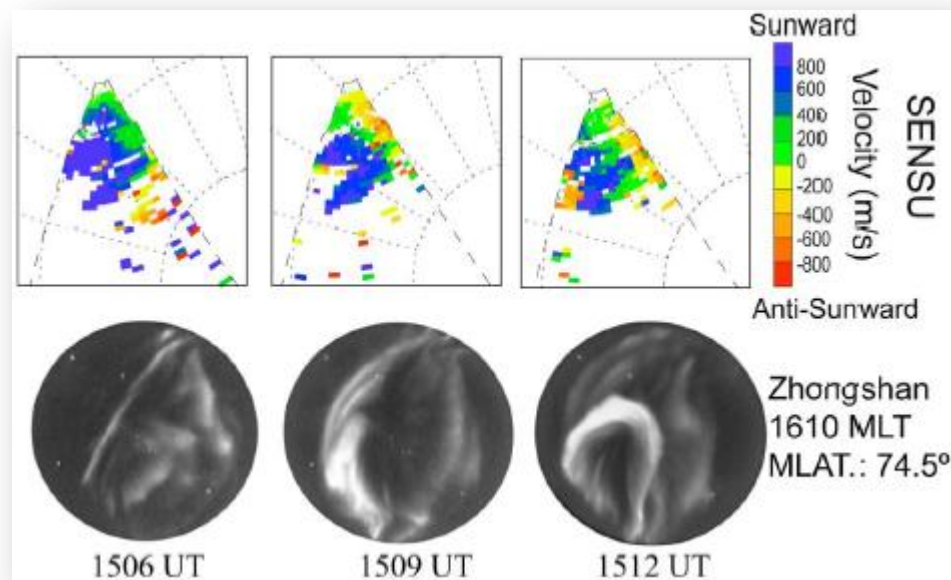 Sunward
800
600
400
200
0
-200
-400
-600
-800
Velocity (m/s)
SENSU
Anti-Sunward
Zhongshan
1610 MLT
MLAT.: 74.5º
1506 UT
1509 UT
1512 UT